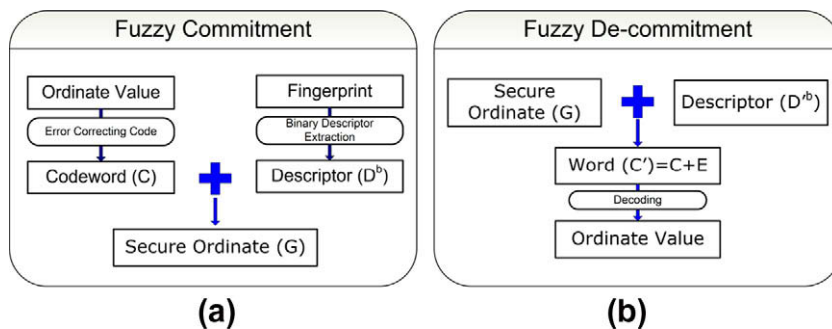 Fuzzy Commitment
Ordinate Value
Fingerprint
Error Correcting Code
Binary Descriptor
Extraction
Codeword (C)
Descriptor (Dᵇ)
Secure Ordinate (G)
(a)
Fuzzy De-commitment
Secure
Ordinate (G)
Descriptor (D'ᵇ)
Word (C')=C+E
Decoding
Ordinate Value
(b)